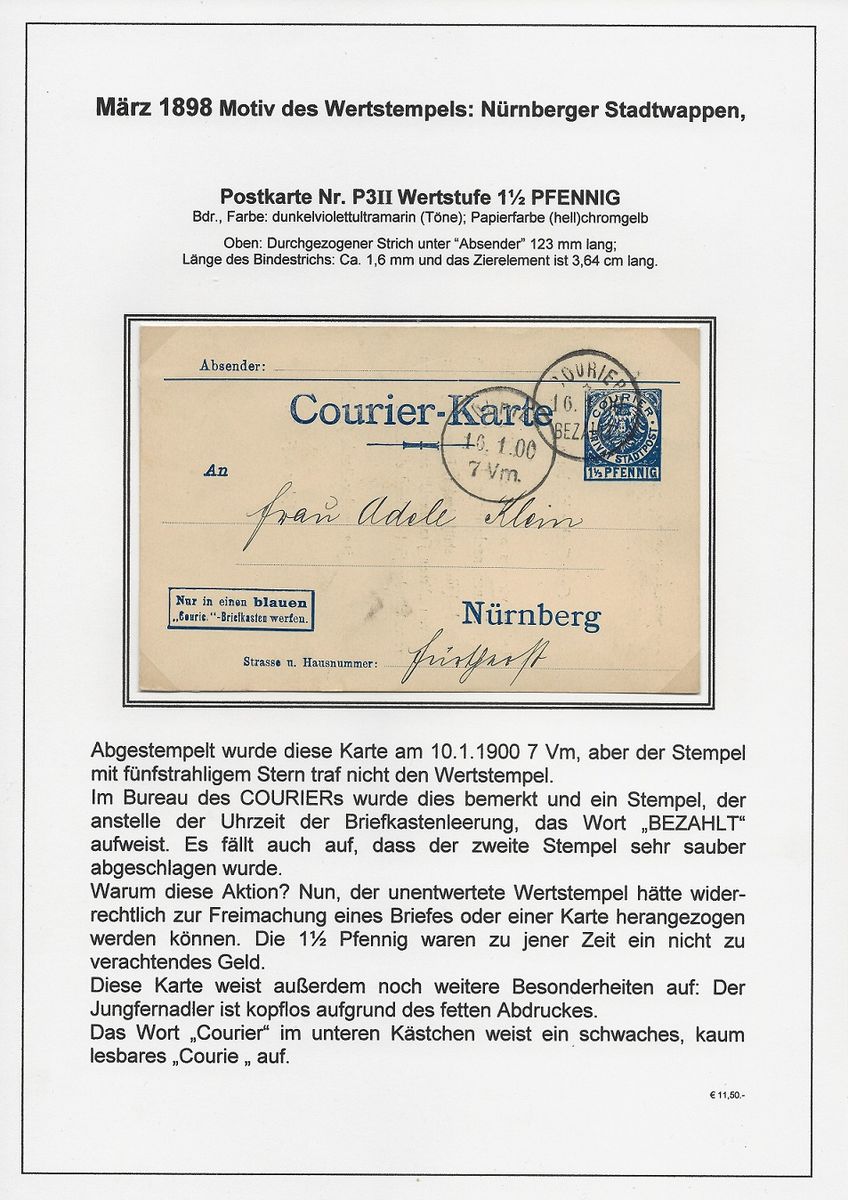 März 1898 Motiv des Wertstempels: Nürnberger Stadtwappen,
Postkarte Nr. P3II Wertstufe 1½ PFENNIG
Bdr., Farbe: dunkelviolettultramarin (Töne); Papierfarbe (hell)chromgelb
Oben: Durchgezogener Strich unter “Absender” 123 mm lang;
Länge des Bindestrichs: Ca. 1,6 mm und das Zierelement ist 3,64 cm lang.
Absender:
COURIER
16.
BEZA
COURIER
PRIVAT STADTPOST
1½ PFENNIG
Courier-Karte
16. 1.00
7-Vm.
An
Frau Adele Klein
Nur in einen blauen
„Courie.“-Briefkasten werfen.
Nürnberg
Strasse u. Hausnummer:
Abgestempelt wurde diese Karte am 10.1.1900 7 Vm, aber der Stempel
mit fünfstrahligem Stern traf nicht den Wertstempel.
Im Bureau des COURIERs wurde dies bemerkt und ein Stempel, der
anstelle der Uhrzeit der Briefkastenleerung, das Wort „BEZAHLT“
aufweist. Es fällt auch auf, dass der zweite Stempel sehr sauber
abgeschlagen wurde.
Warum diese Aktion? Nun, der unentwertete Wertstempel hätte wider-
rechtlich zur Freimachung eines Briefes oder einer Karte herangezogen
werden können. Die 1½ Pfennig waren zu jener Zeit ein nicht zu
verachtendes Geld.
Diese Karte weist außerdem noch weitere Besonderheiten auf: Der
Jungfernadler ist kopflos aufgrund des fetten Abdruckes.
Das Wort „Courier“ im unteren Kästchen weist ein schwaches, kaum
lesbares „Courie „ auf.
€ 11,50.-